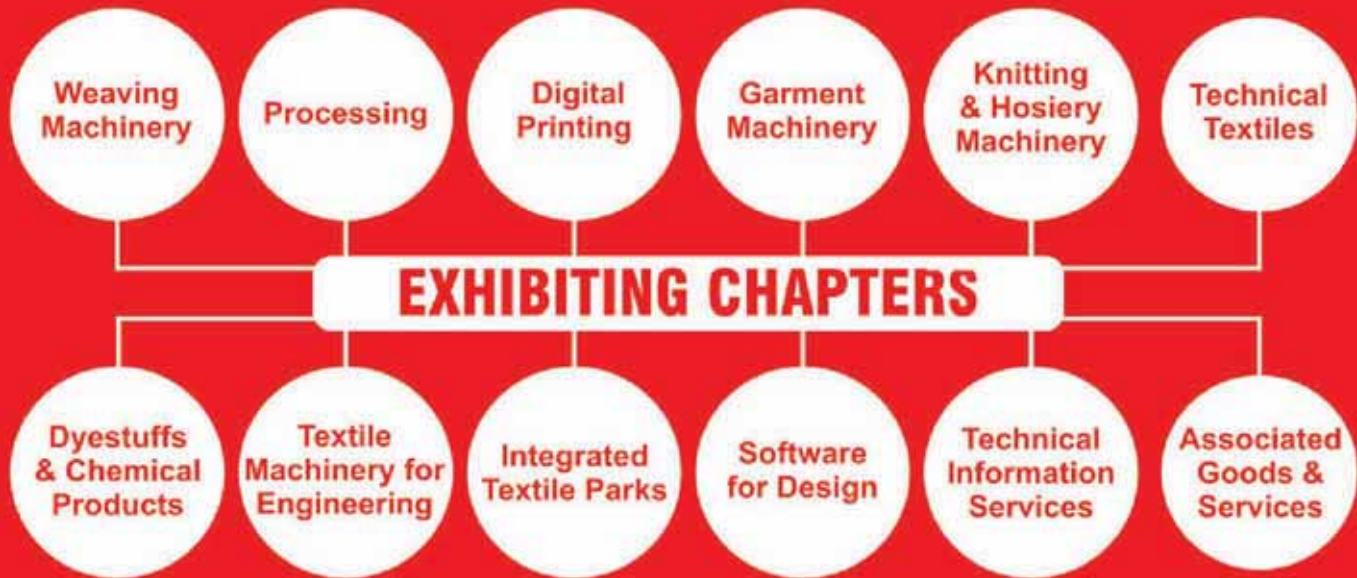 Weaving
Machinery
Processing
Digital
Printing
Garment
Machinery
Knitting
& Hosiery
Machinery
Technical
Textiles
EXHIBITING CHAPTERS
Dyestuffs
& Chemical
Products
Textile
Machinery for
Engineering
Integrated
Textile Parks
Software
for Design
Technical
Information
Services
Associated
Goods &
Services